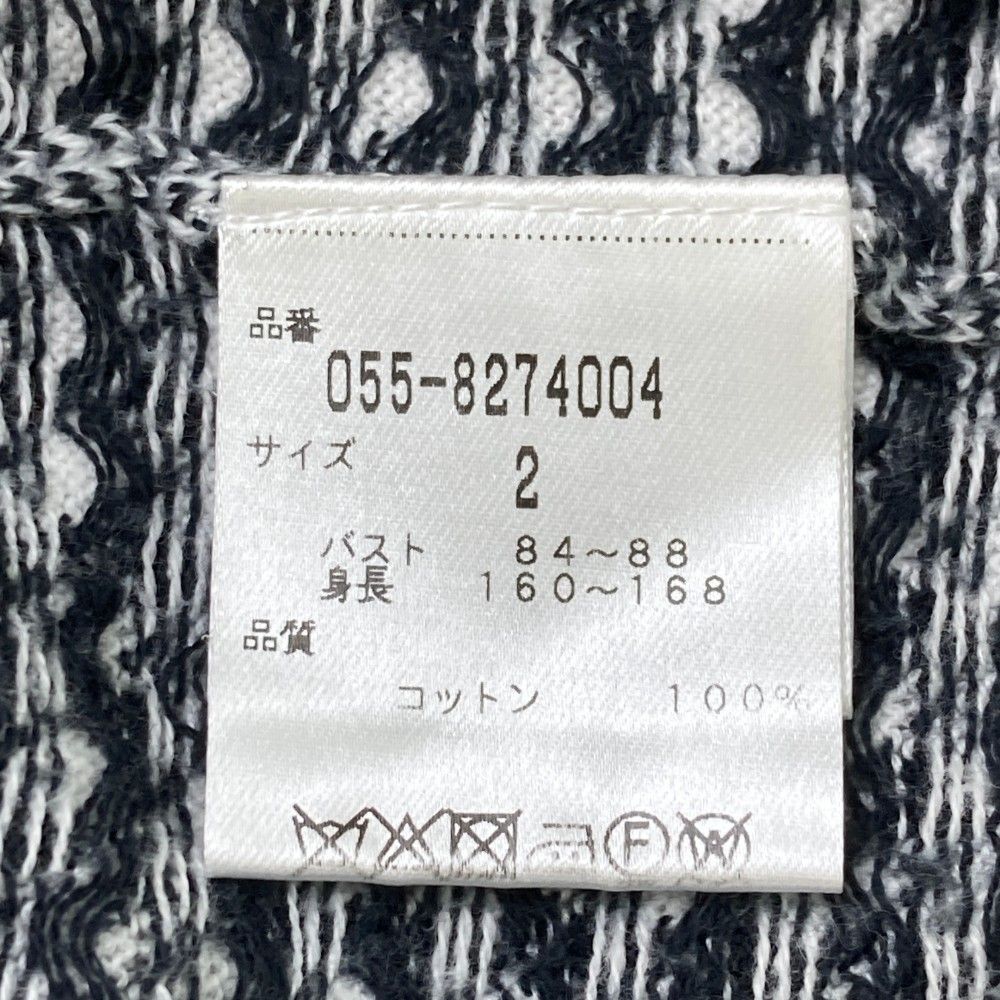 品番
055-8274004
サイズ
2
バスト 84～88
身長 160～168
品質
コットン 100%
F